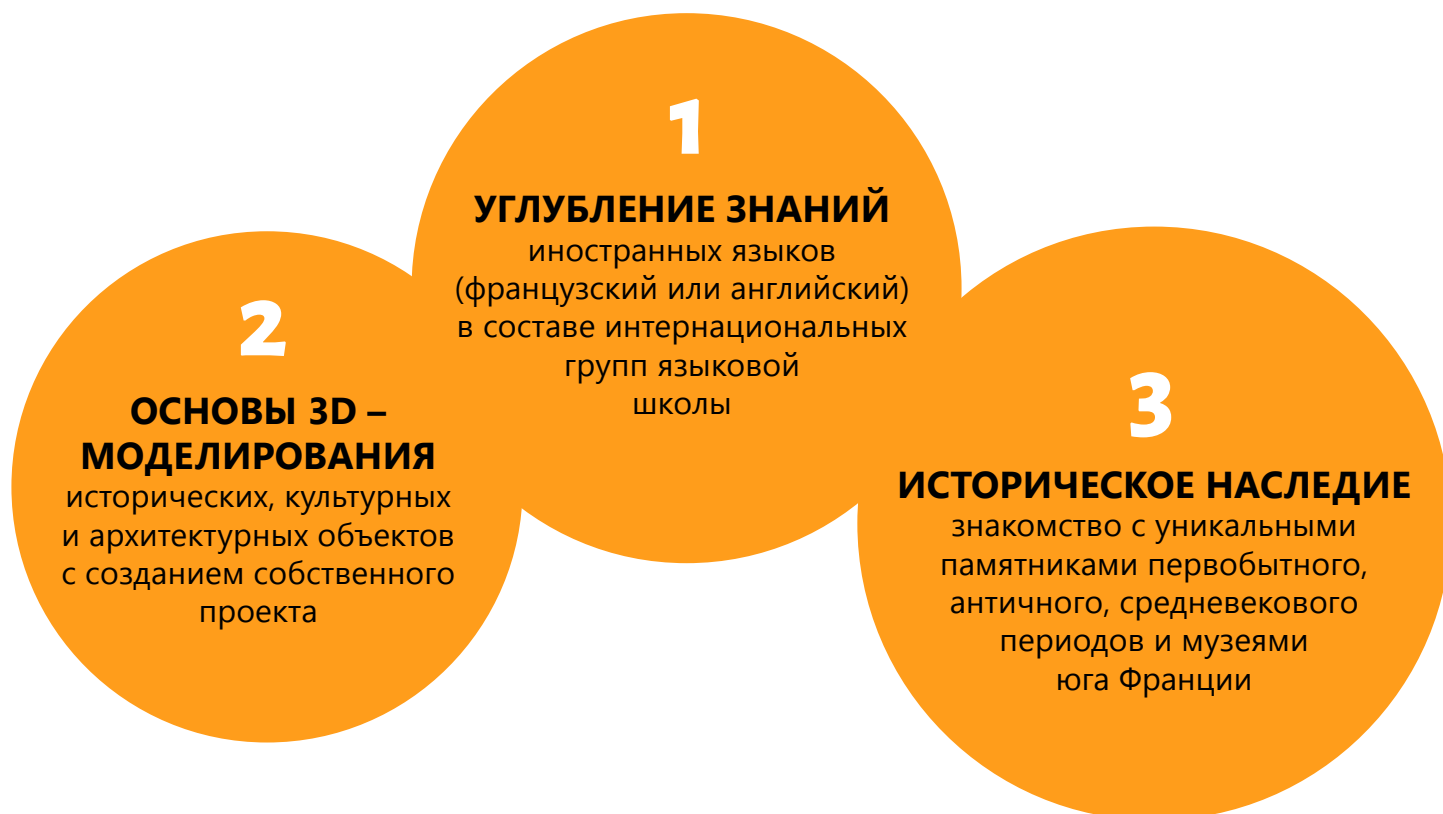 1
УГЛУБЛЕНИЕ ЗНАНИЙ
иностранных языков
(французский или английский)
в составе интернациональных
групп языковой
школы
2
ОСНОВЫ 3D –
МОДЕЛИРОВАНИЯ
исторических, культурных
и архитектурных объектов
с созданием собственного
проекта
3
ИСТОРИЧЕСКОЕ НАСЛЕДИЕ
знакомство с уникальными
памятниками первобытного,
античного, средневекового
периодов и музеями
юга Франции